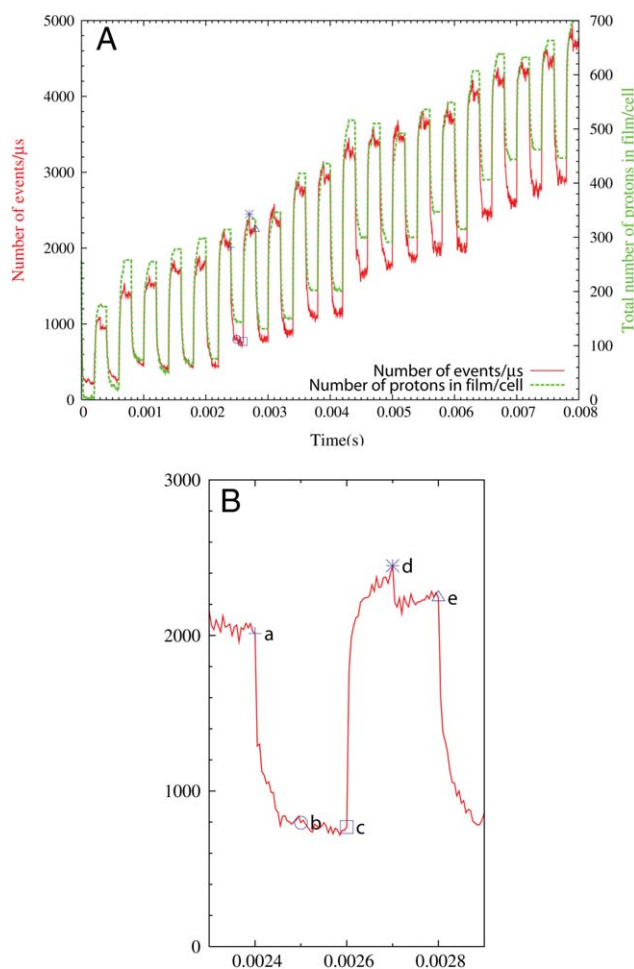 A
5000
4000
3000
2000
1000
0
Number of events/μs
700
600
500
400
300
200
100
0
Total number of protons in film/cell
Number of events/μs
Number of protons in film/cell
0 0.001 0.002 0.003 0.004 0.005 0.006 0.007 0.008
Time(s)
B
3000
2000
1000
0
a
b
c
d
e
0.0024 0.0026 0.0028